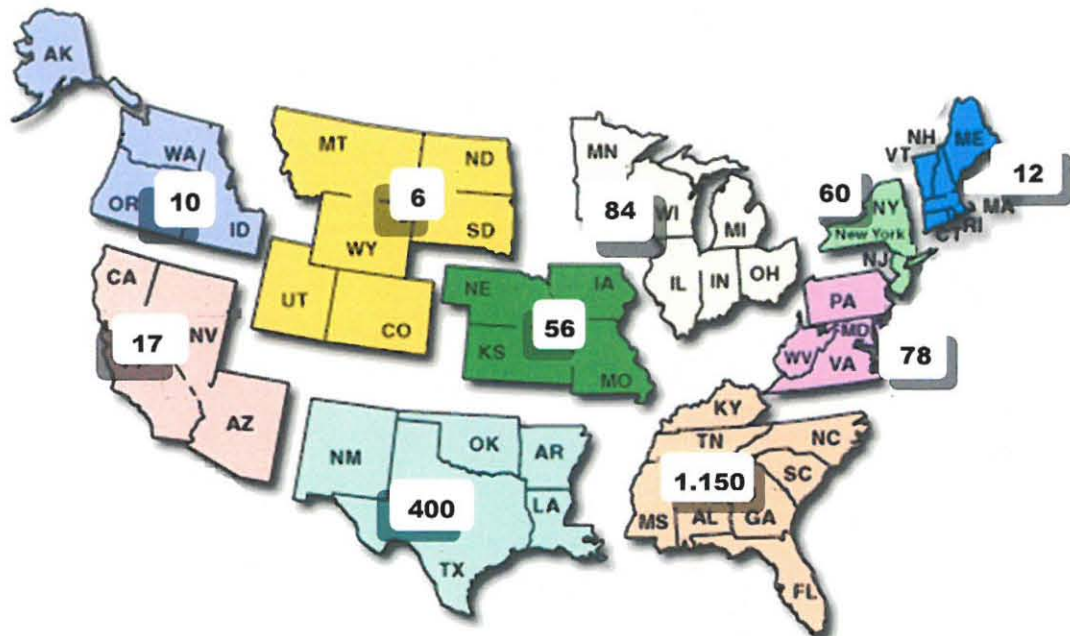 AK
WA
OR
10
ID
MT
ND
6
SD
WY
UT
CO
MN
84
WI
MI
IL
IN
OH
NH
ME
VT
12
MA
RI
CT
60
NY
New York
NJ
CA
17
NV
AZ
NE
IA
56
KS
MO
PA
MD
WV
VA
78
NM
OK
AR
400
LA
TX
KY
TN
NC
1.150
SC
MS
AL
GA
FL